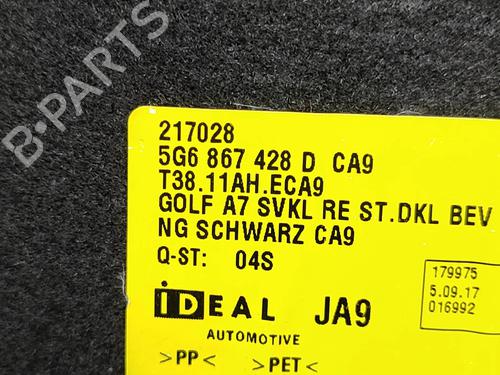 B-PARTS
217028
5G6 867 428 D CA9
T38.11AH.ECA9
GOLF A7 SVKL RE ST.DKL BEV
NG SCHWARZ CA9
Q-ST: 04S
179975
5.09.17
016992
iDEAL JA9
AUTOMOTIVE
>PP< >PET<